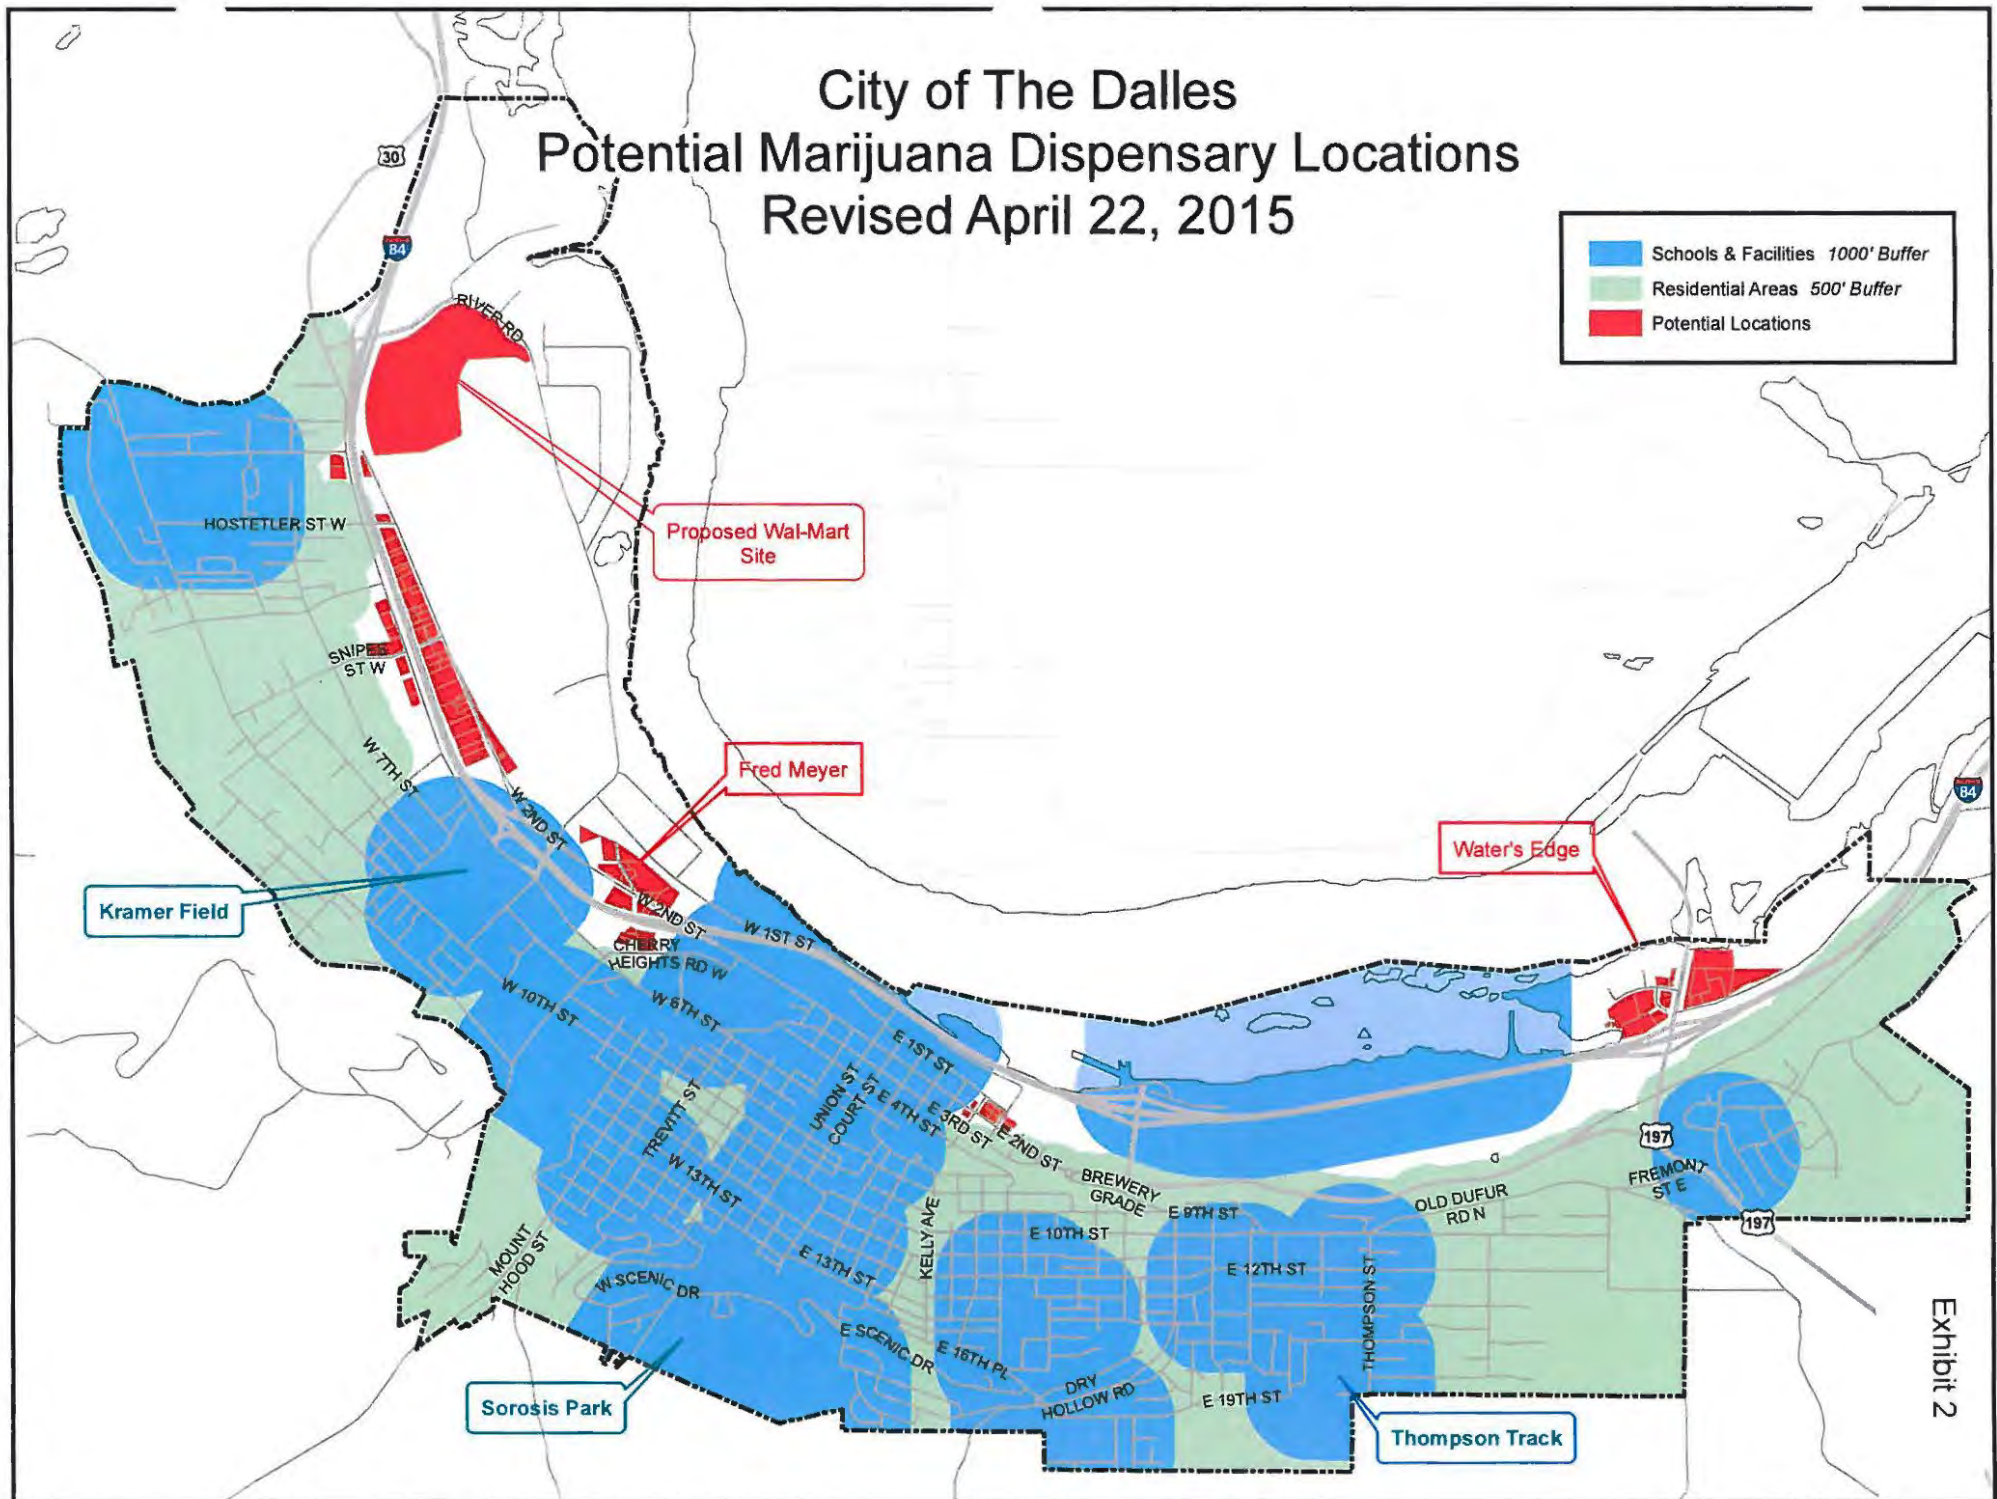 City of The Dalles
Potential Marijuana Dispensary Locations
Revised April 22, 2015
Schools & Facilities 1000' Buffer
Residential Areas 500' Buffer
Potential Locations
30
84
RIVER RD
HOSTETLER ST W
Proposed Wal-Mart
Site
SNIPES
ST W
W 7TH ST
Fred Meyer
W 2ND ST
84
Water's Edge
Kramer Field
W 2ND ST
W 1ST ST
CHERRY
HEIGHTS RD W
W 10TH ST
W 6TH ST
E 1ST ST
UNION ST
COURT ST
E 4TH ST
E 3RD ST
E 2ND ST
TREVITT ST
W 13TH ST
BREWERY
GRADE
197
FREMONT
ST E
OLD DUFUR
RD N
197
KELLY AVE
E 9TH ST
E 10TH ST
MOUNT
HOOD ST
E 13TH ST
E 12TH ST
THOMPSON ST
W SCENIC DR
E SCENIC DR
E 16TH PL
DRY
HOLLOW RD
E 19TH ST
Sorosis Park
Thompson Track
Exhibit 2